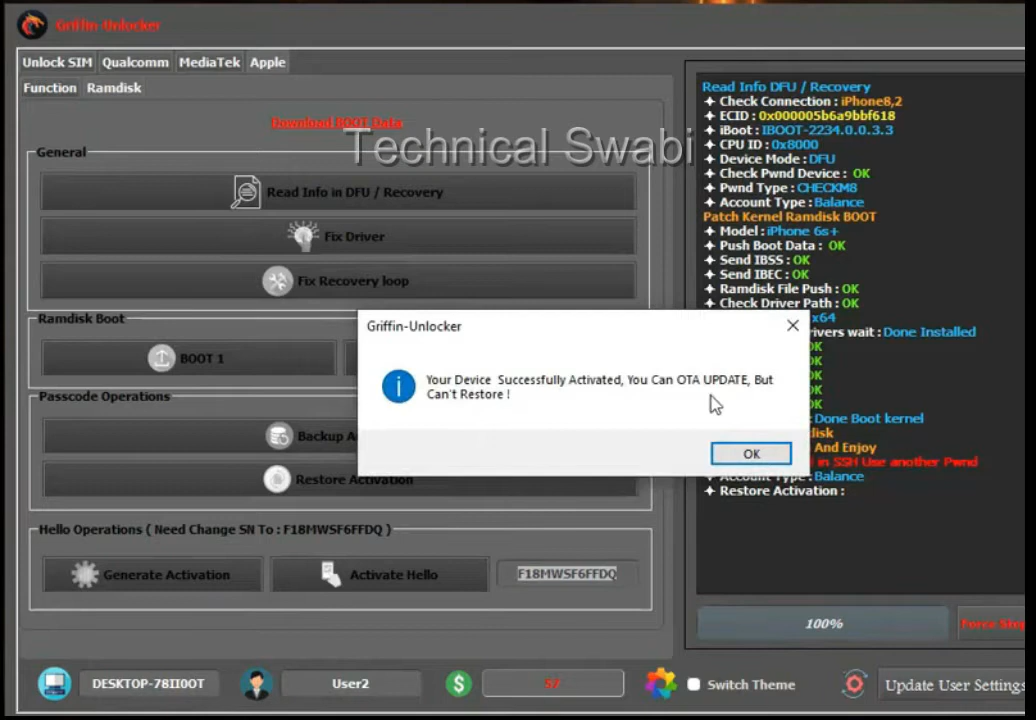 Griffin-Unlocker
Unlock SIM Qualcomm MediaTek Apple
Function Ramdisk
Download BOOT Data
Technical Swabi
General
Read Info in DFU / Recovery
Fix Driver
Fix Recovery loop
Ramdisk Boot
BOOT 1
Passcode Operations
Backup A
Restore Activation
Hello Operations ( Need Change SN To : F18MWSF6FFDQ )
Generate Activation
Activate Hello
F18MWSF6FFDQ
Griffin-Unlocker
Your Device Successfully Activated, You Can OTA UPDATE, But
Can't Restore !
OK
Read Info DFU / Recovery
Check Connection : iPhone8,2
ECID : 0x000005b6a9bbf618
iBoot : IBOOT-2234.0.0.3.3
CPU ID : 0x8000
Device Mode : DFU
Check Pwnd Device : OK
Pwnd Type : CHECKM8
Account Type : Balance
Patch Kernel Ramdisk BOOT
Model : iPhone 6s+
Push Boot Data : OK
Send IBSS : OK
Send IBEC : OK
Ramdisk File Push : OK
Check Driver Path : OK
x64
ivers wait : Done Installed
OK
OK
OK
OK
OK
: Done Boot kernel
disk
And Enjoy
in SSH Use another Pwnd
Account Type : Balance
Restore Activation :
100%
Force Stop
DESKTOP-78II0OT
User2
Switch Theme
Update User Settings